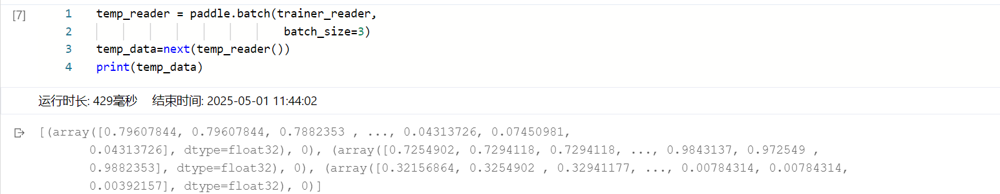 [7]
1 temp_reader = paddle.batch(trainer_reader,
2                             batch_size=3)
3 temp_data=next(temp_reader())
4 print(temp_data)
运行时长: 429毫秒 结束时间: 2025-05-01 11:44:02
[(array([0.79607844, 0.79607844, 0.7882353 , ..., 0.04313726, 0.07450981,
       0.04313726], dtype=float32), 0), (array([0.7254902, 0.7294118, 0.7294118, ..., 0.9843137, 0.972549 ,
       0.9882353], dtype=float32), 0), (array([0.32156864, 0.3254902 , 0.32941177, ..., 0.00784314, 0.00784314,
       0.00392157], dtype=float32), 0)]